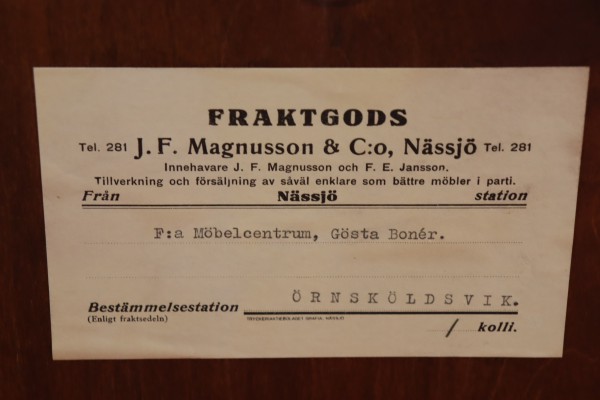 FRAKTGODS
Tel. 281 J. F. Magnusson & C:o, Nässjö Tel. 281
Innehavare J. F. Magnusson och F. E. Jansson.
Tillverkning och försäljning av såväl enklare som bättre möbler i parti.
Från Nässjö station
F:a Möbelcentrum, Gösta Bonér.
Bestämmelsestation ÖRNSKÖLDSVIK.
(Enligt fraktsedeln)
/ kolli.